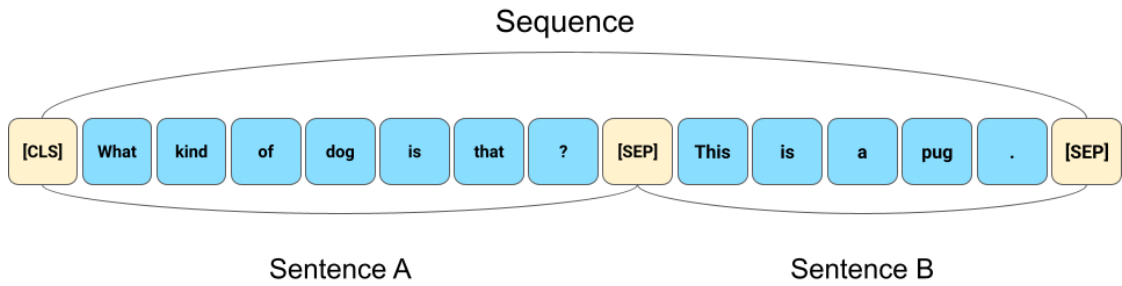 Sequence
[CLS] What kind of dog is that ? [SEP] This is a pug . [SEP]
Sentence A Sentence B